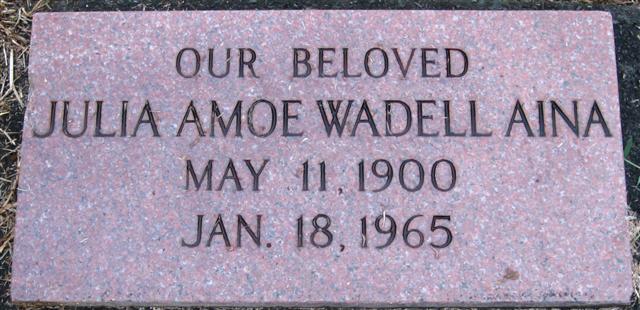 OUR BELOVED
JULIA AMOE WADELL AINA
MAY 11, 1900
JAN. 18, 1965